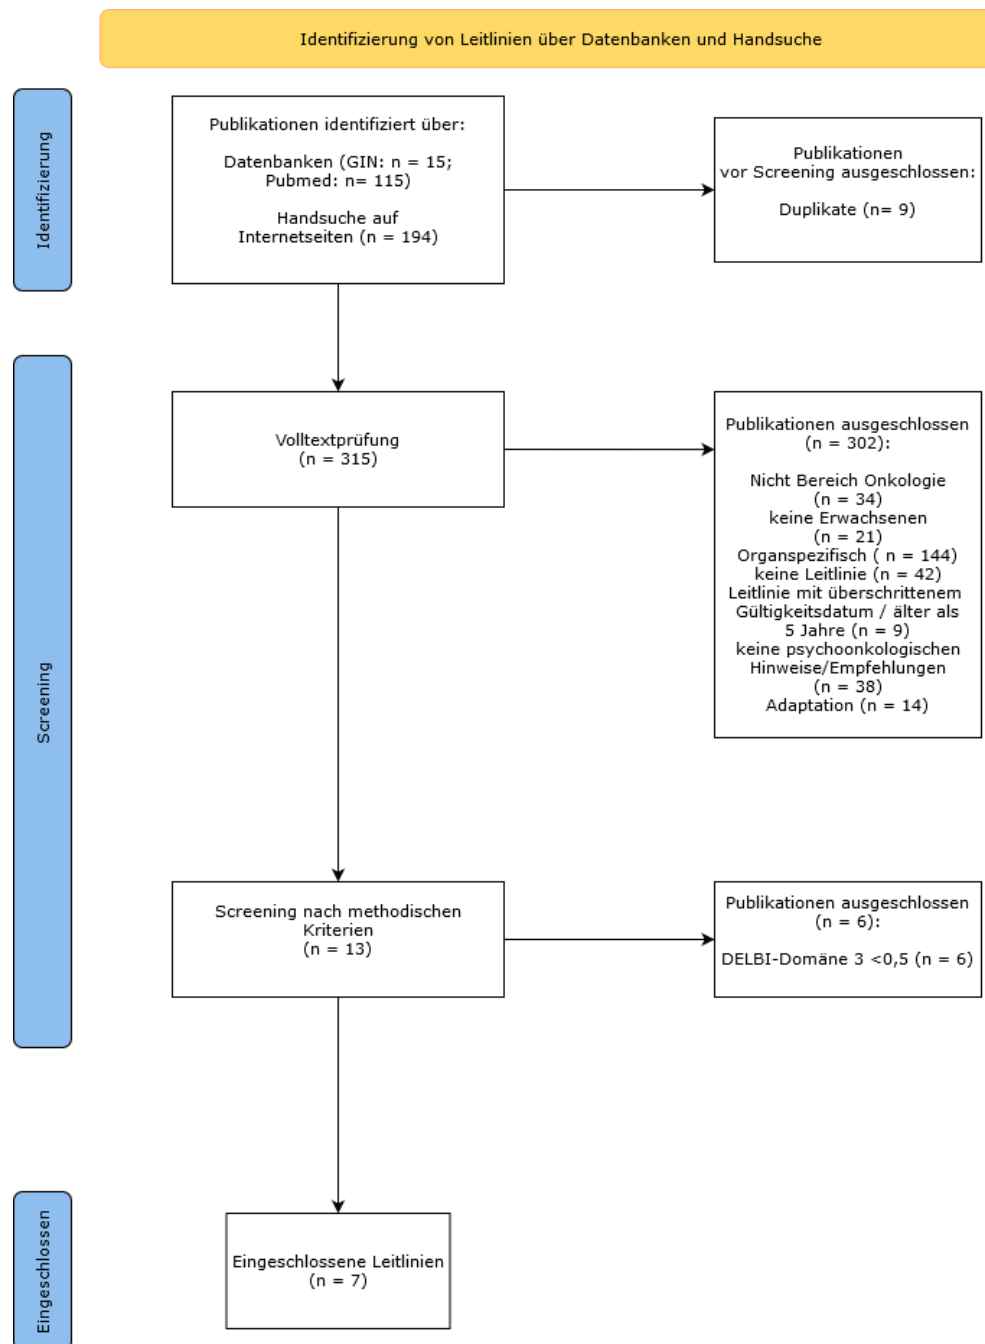 Identifizierung von Leitlinien über Datenbanken und Handsuche
Identifizierung
Publikationen identifiziert über:
Datenbanken (GIN: n = 15;
Pubmed: n= 115)
Handsuche auf
Internetseiten (n = 194)
Publikationen
vor Screening ausgeschlossen:
Duplikate (n= 9)
Screening
Volltextprüfung
(n = 315)
Publikationen ausgeschlossen
(n = 302):
Nicht Bereich Onkologie
(n = 34)
keine Erwachsenen
(n = 21)
Organspezifisch ( n = 144)
keine Leitlinie (n = 42)
Leitlinie mit überschrittenem
Gültigkeitsdatum / älter als
5 Jahre (n = 9)
keine psychoonkologischen
Hinweise/Empfehlungen
(n = 38)
Adaptation (n = 14)
Screening nach methodischen
Kriterien
(n = 13)
Publikationen ausgeschlossen
(n = 6):
DELBI-Domäne 3 <0,5 (n = 6)
Eingeschlossen
Eingeschlossene Leitlinien
(n = 7)